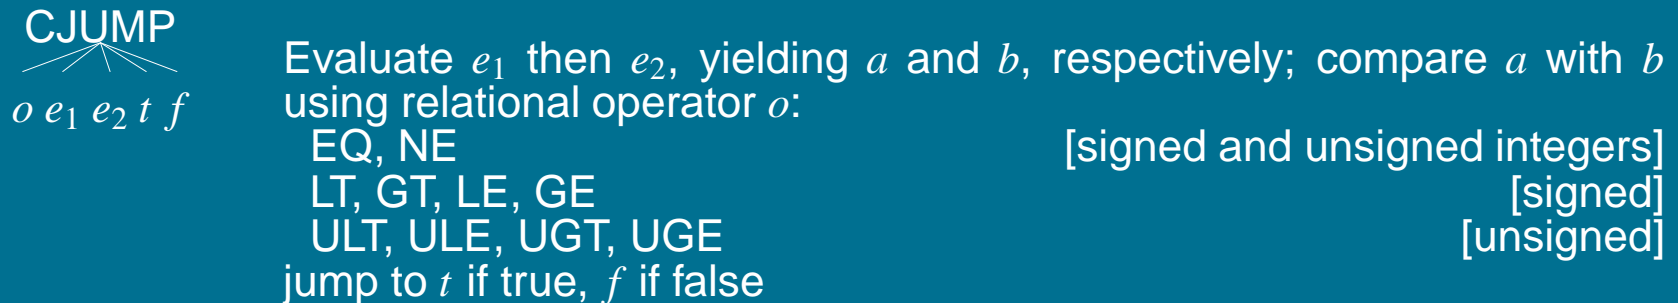 CJUMP
o e1 e2 t f
Evaluate e1 then e2, yielding a and b, respectively; compare a with b
using relational operator o:
EQ, NE [signed and unsigned integers]
LT, GT, LE, GE [signed]
ULT, ULE, UGT, UGE [unsigned]
jump to t if true, f if false